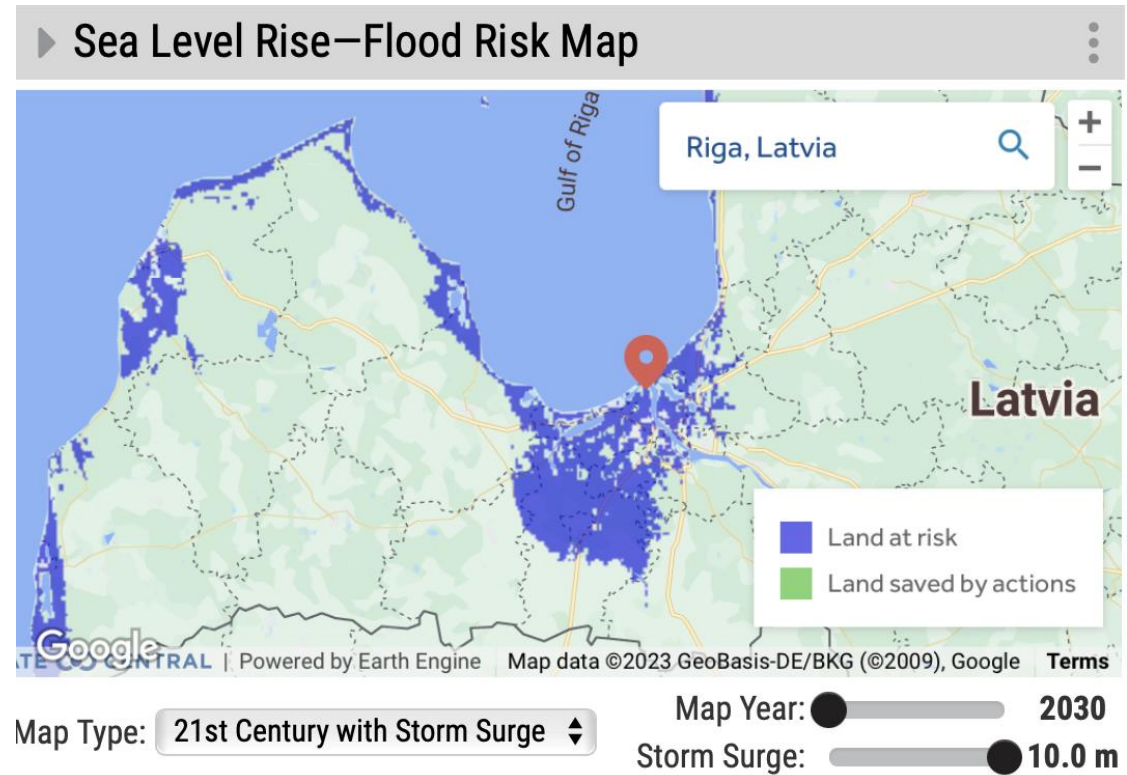 Sea Level Rise—Flood Risk Map
Gulf of Riga
Riga, Latvia
+
−
Latvia
Land at risk
Land saved by actions
Google
CENTRAL | Powered by Earth Engine Map data ©2023 GeoBasis-DE/BKG (©2009), Google Terms
Map Type: 21st Century with Storm Surge
Map Year: 2030
Storm Surge: 10.0 m